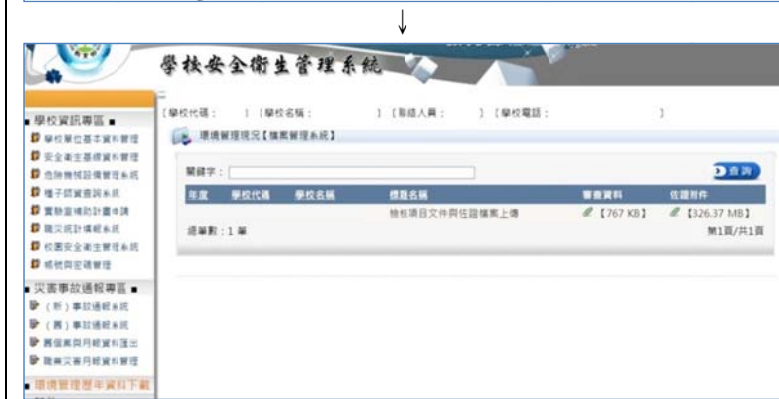 ↓
學校安全衛生管理系統
[學校代碼： ] [學校名稱： ] [聯絡人員： ] [學校電話： ]
環境管理現況【檔案管理系統】
關鍵字：
查詢
年度 學校代碼 學校名稱 標題名稱 審查資料 佐證附件
檢核項目文件與佐證檔案上傳 【767 KB】 【326.37 MB】
總筆數：1 筆 第1頁/共1頁
■ 學校資訊專區 ■
學校單位基本資料管理
安全衛生基線資料管理
危險機械設備管理系統
種子師資查詢系統
實驗室補助計畫申請
職災統計填報系統
校園安全衛生管理系統
帳號與密碼管理
■ 災害事故通報專區 ■
（新）事故通報系統
（舊）事故通報系統
舊個案與月報資料匯出
職業災害月報資料管理
■ 環境管理歷年資料下載